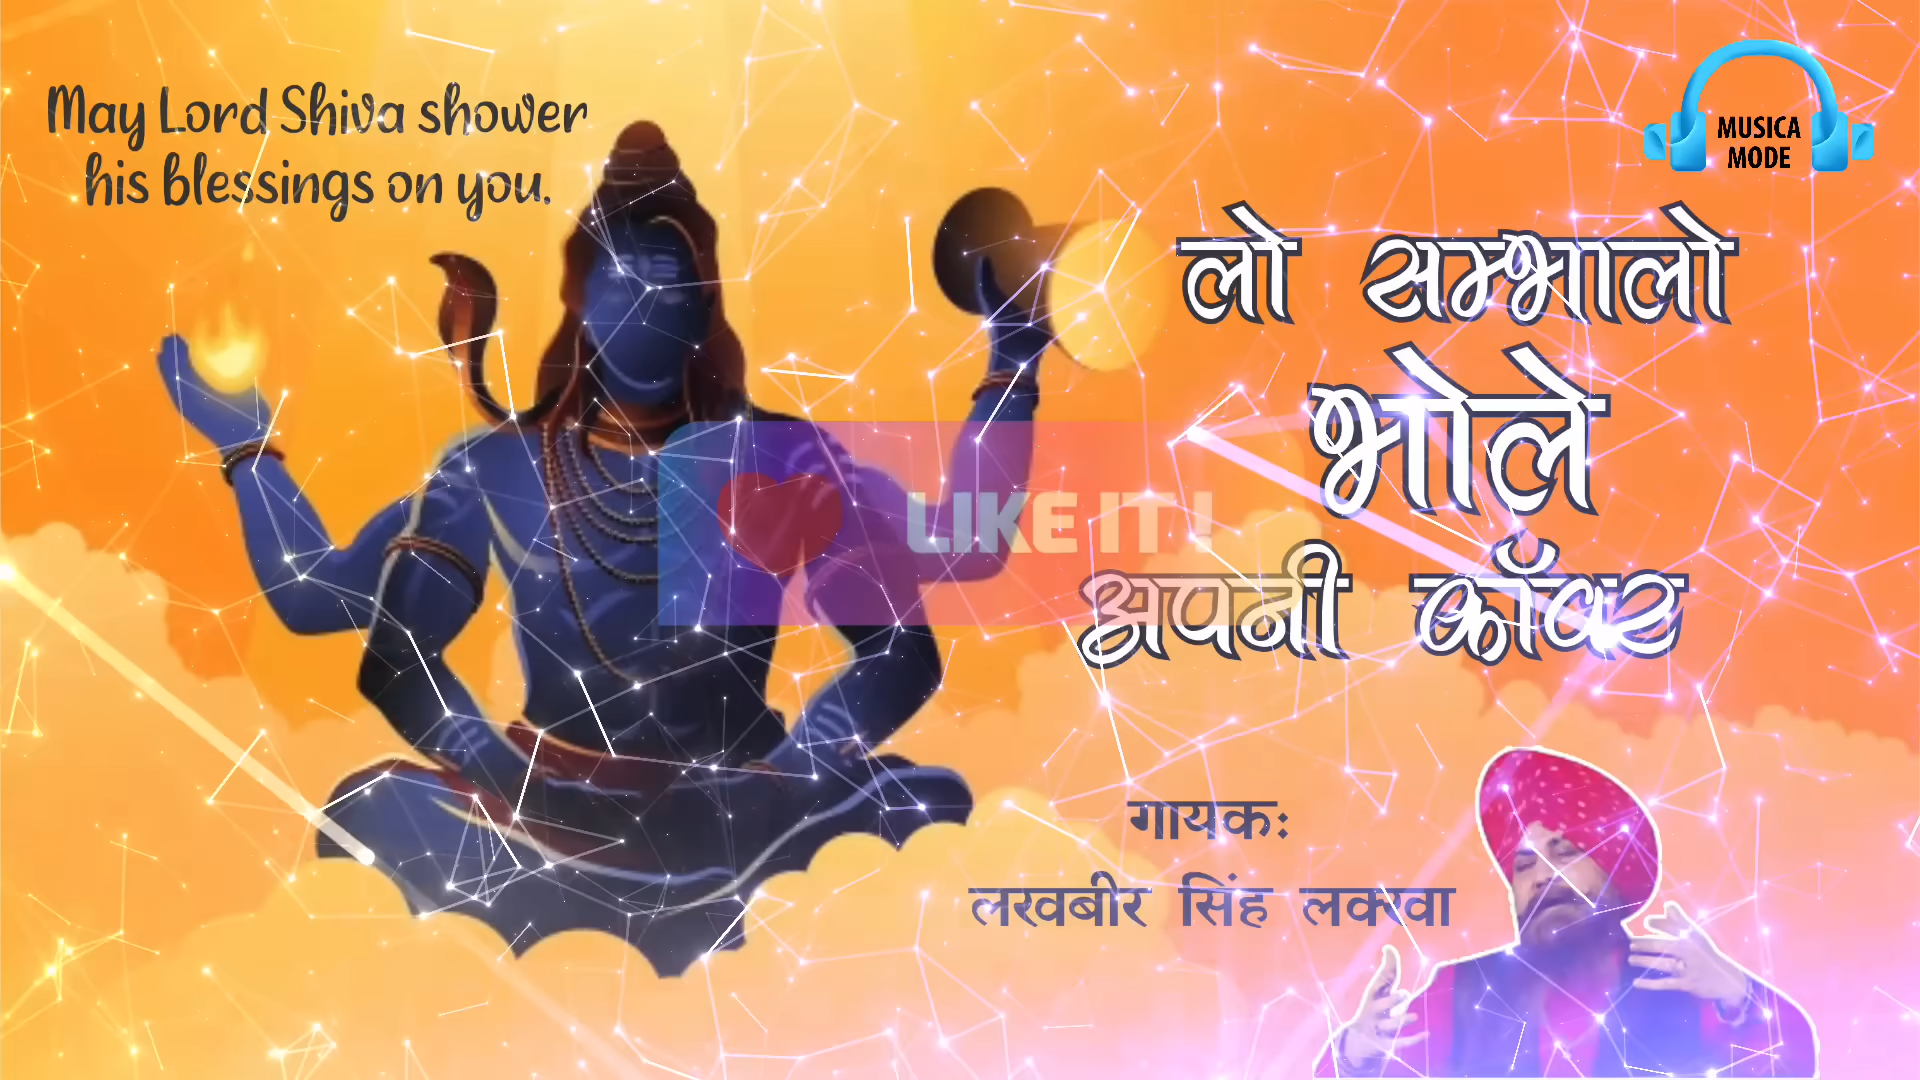 May Lord Shiva shower
his blessings on you.
MUSICA
MODE
लो सम्भालो
भोले
LIKE IT !
अपनी कॉवर
गायकः
लखबीर सिंह लक्खा